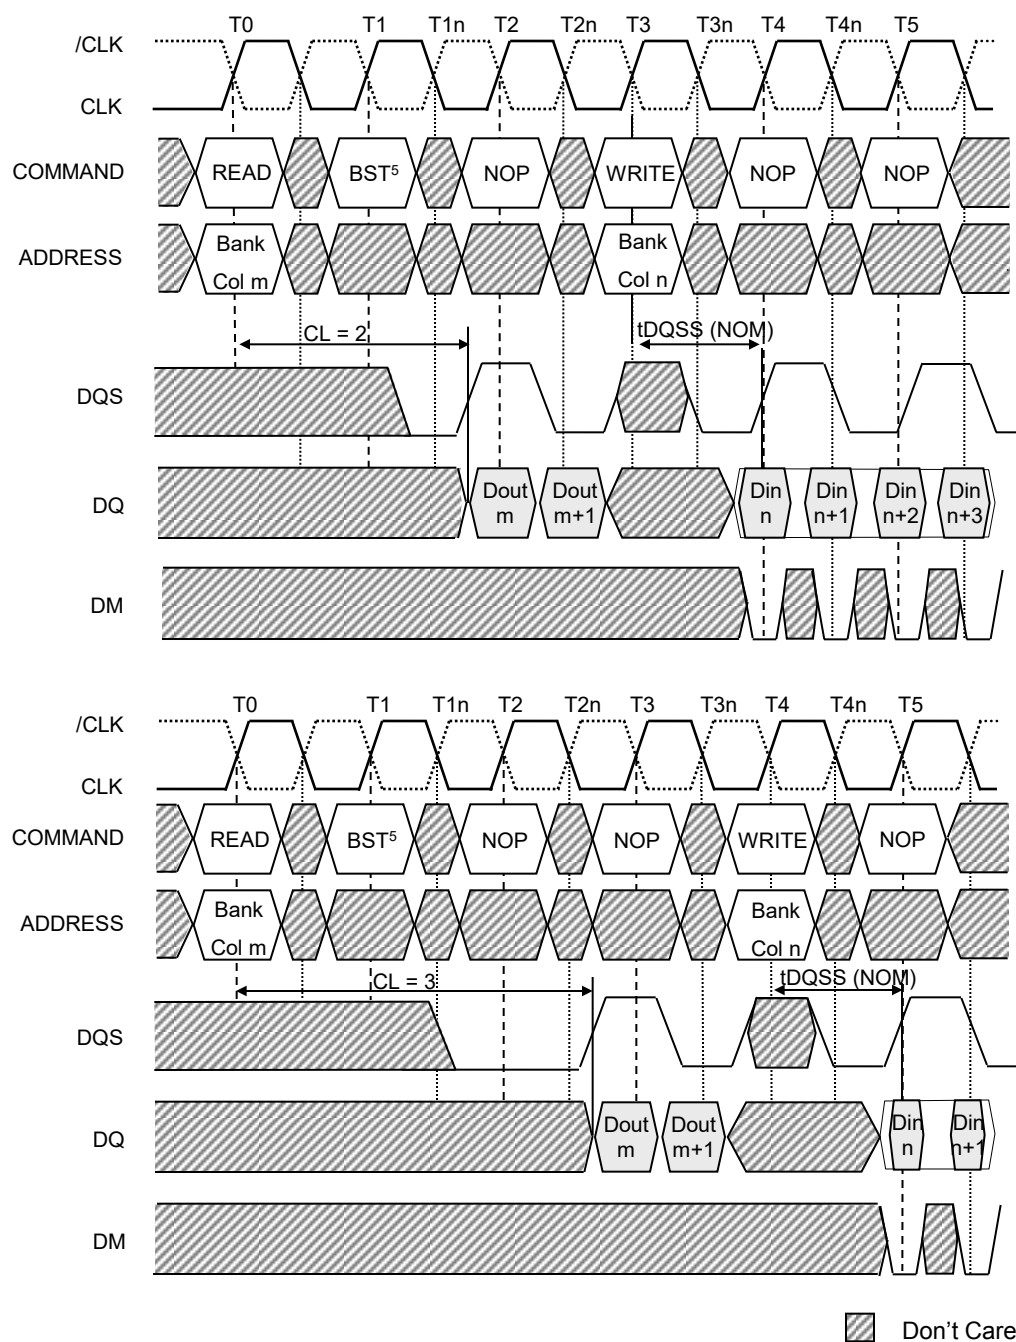 T0 T1 T1n T2 T2n T3 T3n T4 T4n T5
/CLK
CLK
COMMAND READ BST5 NOP WRITE NOP NOP
ADDRESS
Bank Bank
Col m Col n
CL = 2 tDQSS (NOM)
DQS
DQ
Dout Dout Din Din Din Din
m m+1 n n+1 n+2 n+3
DM
T0 T1 T1n T2 T2n T3 T3n T4 T4n T5
/CLK
CLK
COMMAND READ BST5 NOP NOP WRITE NOP
ADDRESS
Bank Bank
Col m Col n
CL = 3 tDQSS (NOM)
DQS
DQ
Dout Dout Din Din
m m+1 n n+1
DM
Don't Care